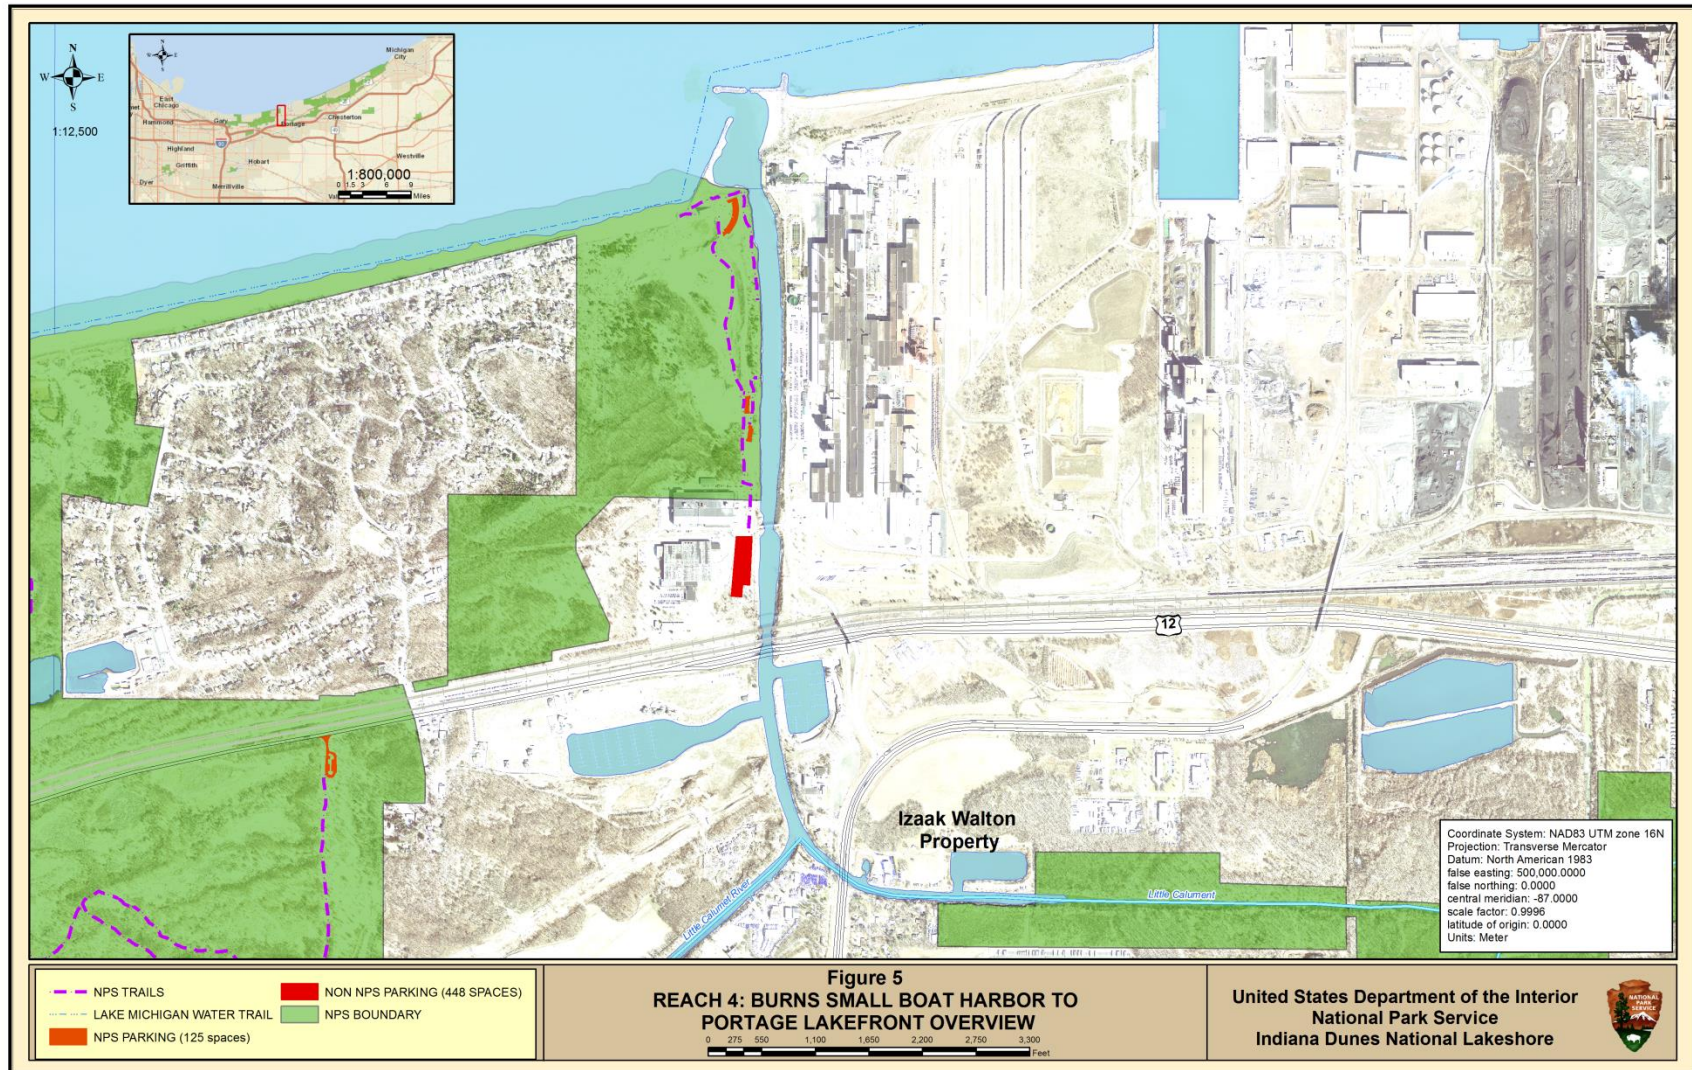 N
W E
S
1:12,500
N
W E
S
Michigan
City
East
Chicago
Gary
Portage
Chesterton
Hammond
Highland
Griffith
Hobart
Westville
Dyer
Merrillville
1:800,000
0 1.5 3 6 9
Miles
12
Izaak Walton
Property
Little Calumet River
Little Calument
Coordinate System: NAD83 UTM zone 16N
Projection: Transverse Mercator
Datum: North American 1983
false easting: 500,000.0000
false northing: 0.0000
central meridian: -87.0000
scale factor: 0.9996
latitude of origin: 0.0000
Units: Meter
NPS TRAILS
LAKE MICHIGAN WATER TRAIL
NPS PARKING (125 spaces)
NON NPS PARKING (448 SPACES)
NPS BOUNDARY
Figure 5
REACH 4: BURNS SMALL BOAT HARBOR TO
PORTAGE LAKEFRONT OVERVIEW
0 275 550 1,100 1,650 2,200 2,750 3,300
Feet
United States Department of the Interior
National Park Service
Indiana Dunes National Lakeshore
NATIONAL
PARK
SERVICE